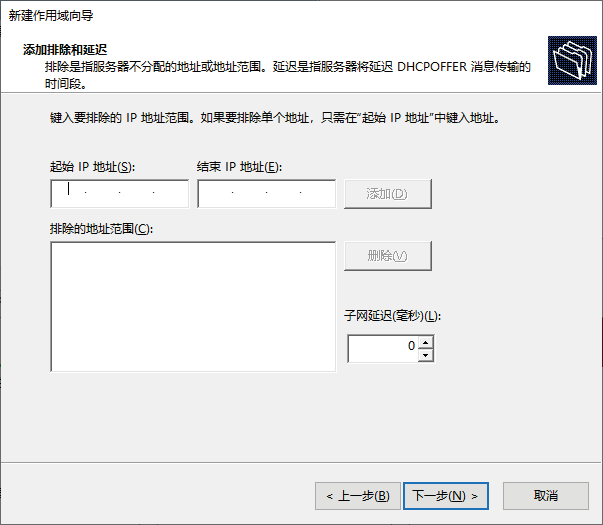 新建作用域向导
添加排除和延迟
排除是指服务器不分配的地址或地址范围。延迟是指服务器将延迟 DHCPOFFER 消息传输的
时间段。
键入要排除的 IP 地址范围。如果要排除单个地址，只需在“起始 IP 地址”中键入地址。
起始 IP 地址(S):
结束 IP 地址(E):
添加(D)
排除的地址范围(C):
删除(V)
子网延迟(毫秒)(L):
0
< 上一步(B)
下一步(N) >
取消